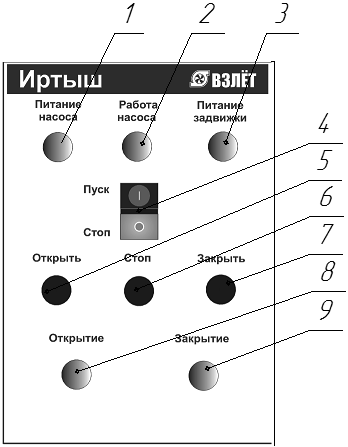 1 2 3
Иртыш ВЗЛЁТ
Питание насоса
Работа насоса
Питание задвижки
4
5
Пуск
6
Стоп
7
Открыть Стоп Закрыть
8
Открытие Закрытие
9